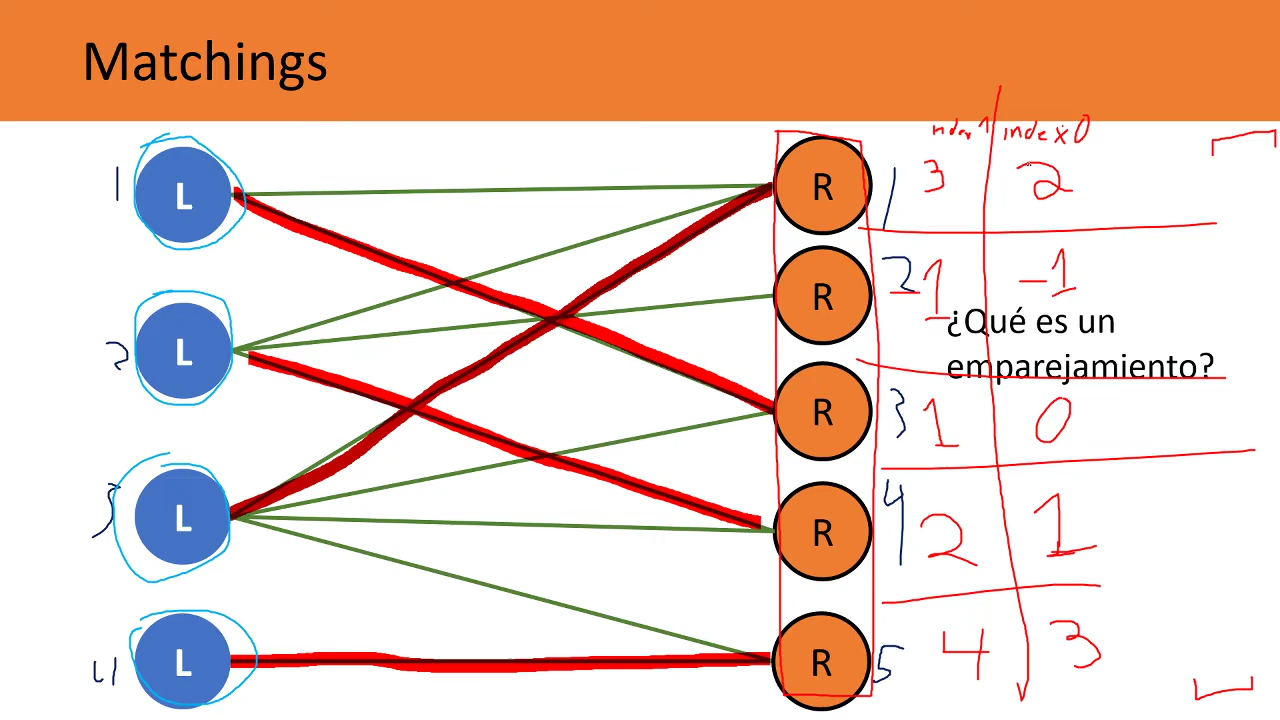 Matchings
index 1 index 0
1 L R 1 3 2
R 2 -1 -1
2 L
¿Qué es un
emparejamiento?
R 3 1 0
3 L R 4 2 1
4 L R 5 4 3